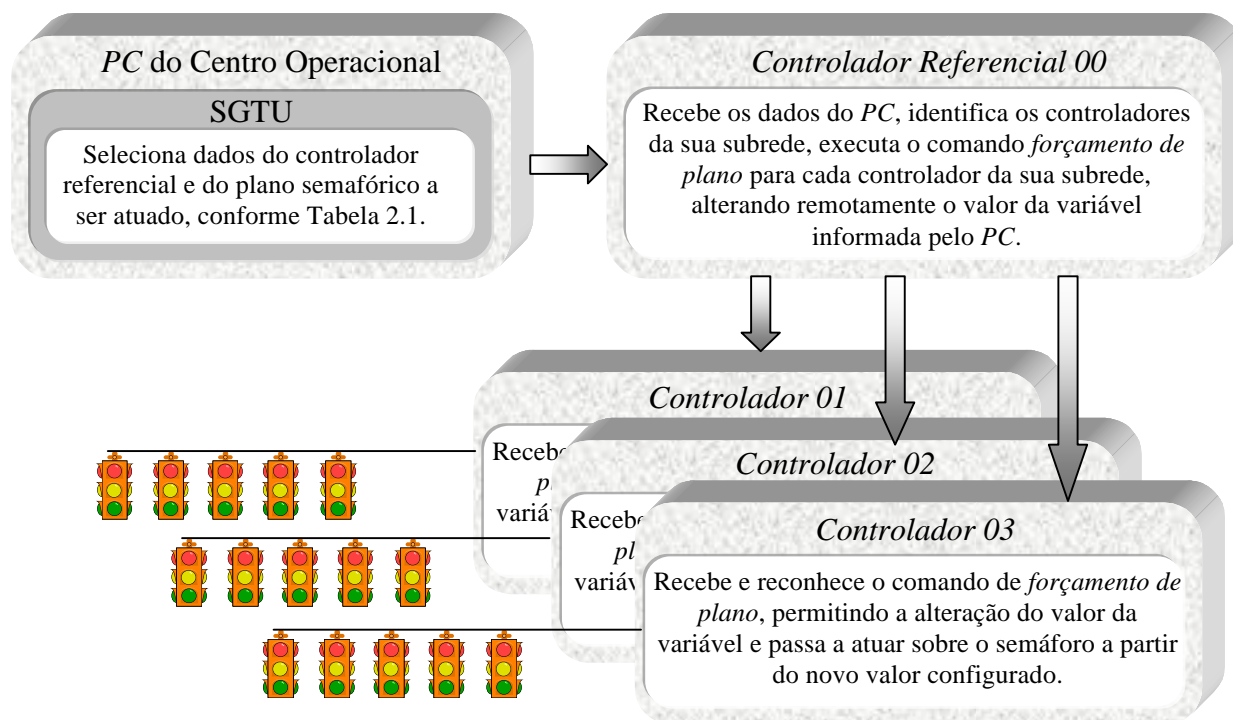 PC do Centro Operacional
SGTU
Seleciona dados do controlador
referencial e do plano semafórico a
ser atuado, conforme Tabela 2.1.
Controlador Referencial 00
Recebe os dados do PC, identifica os controladores
da sua subrede, executa o comando forçamento de
plano para cada controlador da sua subrede,
alterando remotamente o valor da variável
informada pelo PC.
Controlador 01
Recebe
Controlador 02
Recebe
Controlador 03
Recebe e reconhece o comando de forçamento de
plano, permitindo a alteração do valor da
variável e passa a atuar sobre o semáforo a partir
do novo valor configurado.